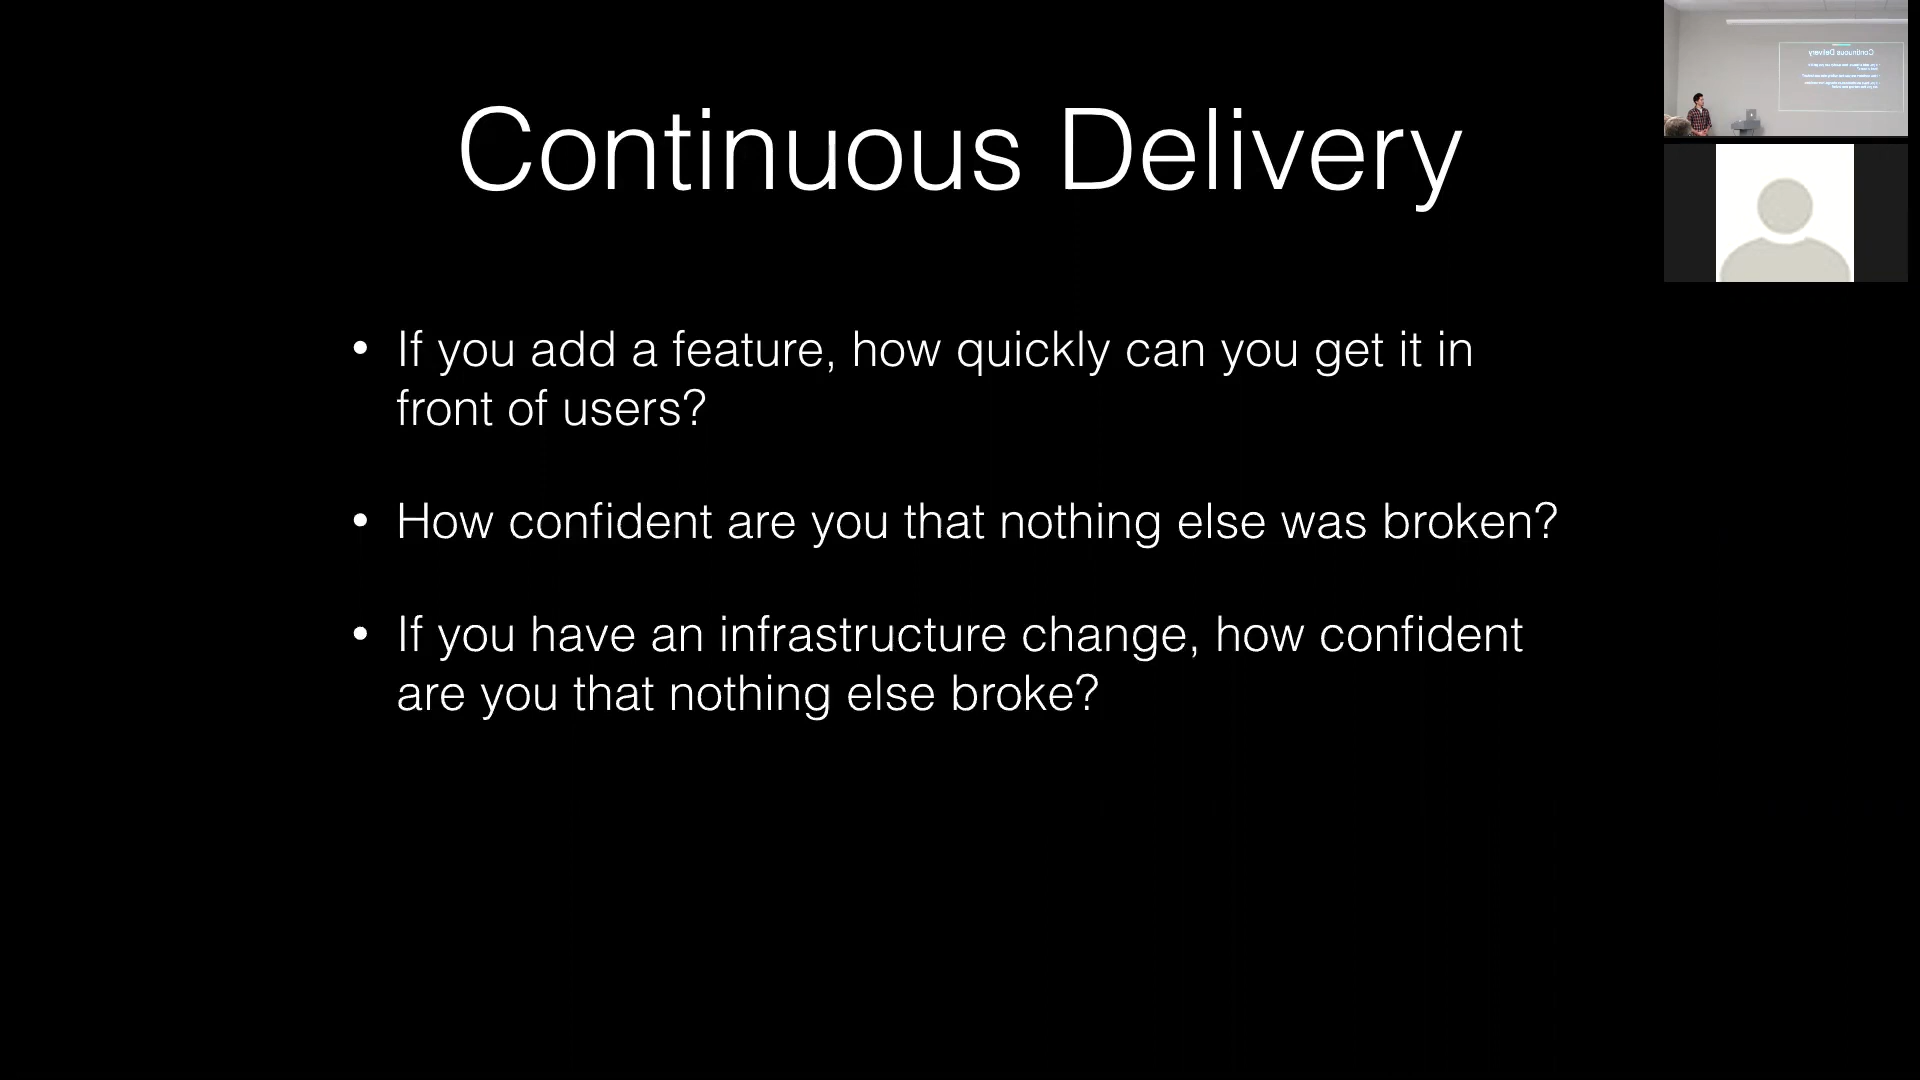 Continuous Delivery
• If you add a feature, how quickly can you get it in
front of users?
• How confident are you that nothing else was broken?
• If you have an infrastructure change, how confident
are you that nothing else broke?
Continuous Delivery